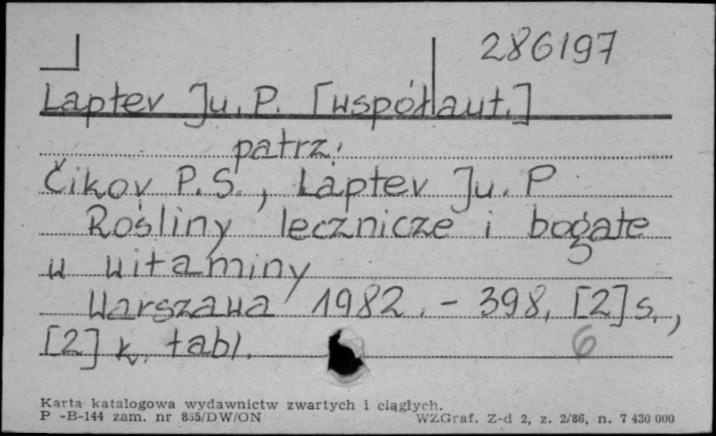 286197
Laptev Ju. P. [współaut.]
patrz:
Čikov P. S., Laptev Ju. P
Rośliny lecznicze i bogate
w witaminy
Warszawa 1982. - 398, [2] s.,
[2] k. tabl.
6
Karta katalogowa wydawnictw zwartych i ciągłych.
P -B-144 zam. nr 855/DW/ON WZGraf. Z-d 2, z. 2/86, n. 7 430 000